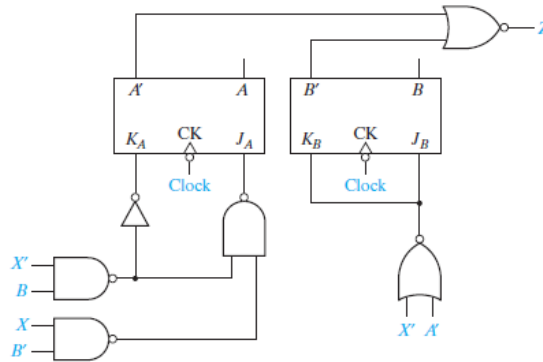 Z
A' A B' B
CK CK
K_A J_A K_B J_B
Clock Clock
X'
B
X
B'
X' A'